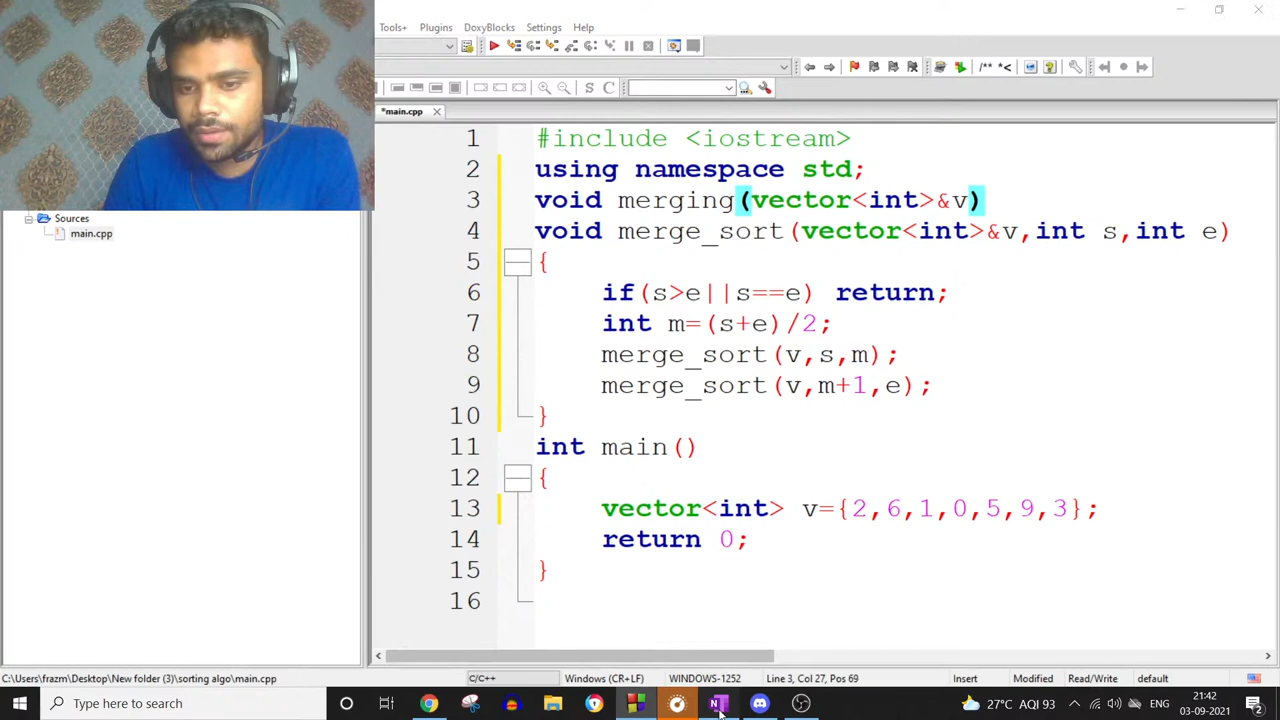 Tools+ Plugins DoxyBlocks Settings Help
*main.cpp
Sources
main.cpp
1 #include <iostream>
2 using namespace std;
3 void merging(vector<int>&v)
4 void merge_sort(vector<int>&v,int s,int e)
5 {
6 if(s>e||s==e) return;
7 int m=(s+e)/2;
8 merge_sort(v,s,m);
9 merge_sort(v,m+1,e);
10 }
11 int main()
12 {
13 vector<int> v={2,6,1,0,5,9,3};
14 return 0;
15 }
16
C:\Users\frazm\Desktop\New folder (3)\sorting algo\main.cpp C/C++ Windows (CR+LF) WINDOWS-1252 Line 3, Col 27, Pos 69 Insert Modified Read/Write default
Type here to search 27°C AQI 93 21:42
03-09-2021